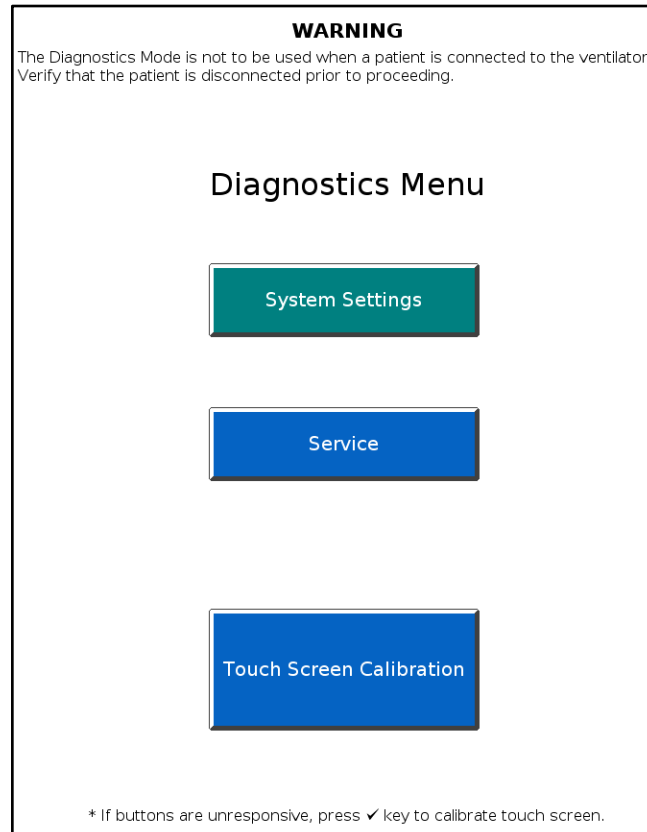 WARNING
The Diagnostics Mode is not to be used when a patient is connected to the ventilator
Verify that the patient is disconnected prior to proceeding.
Diagnostics Menu
System Settings
Service
Touch Screen Calibration
* If buttons are unresponsive, press ✓ key to calibrate touch screen.